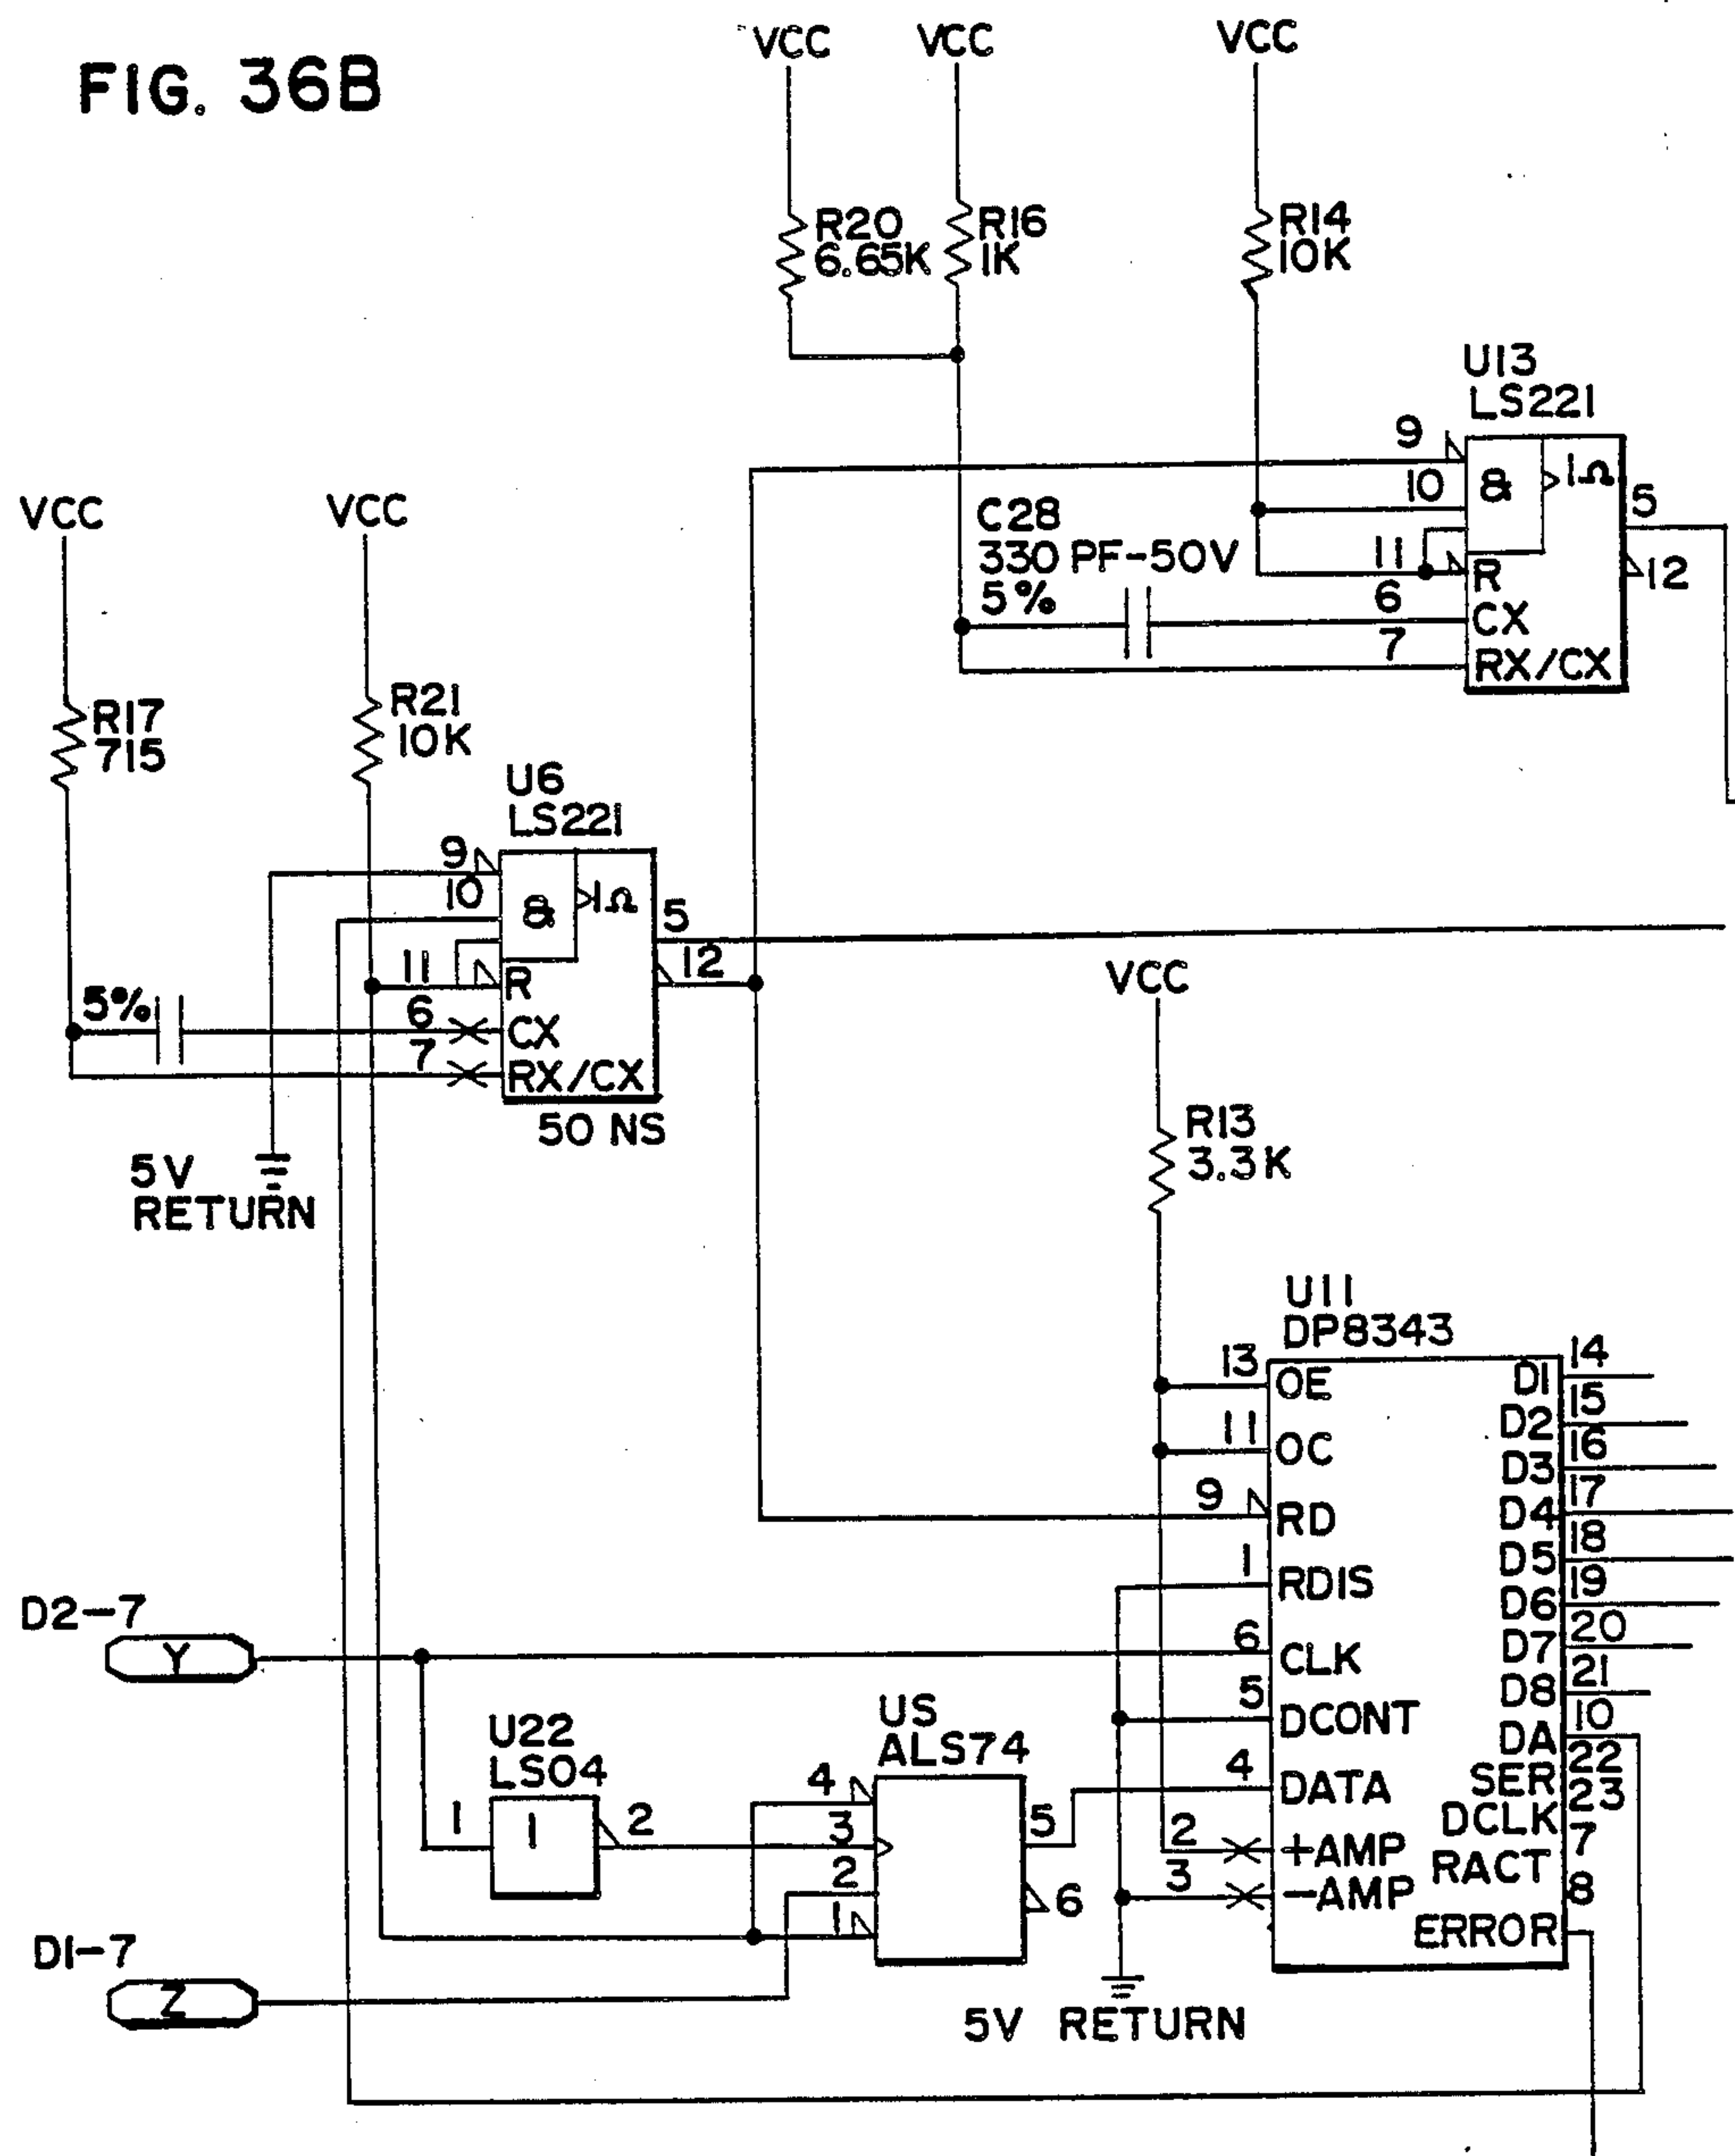 FIG. 36B
VCC
VCC
VCC
R20
6.65K
R16
1K
R14
10K
U13
LS221
9
10
&
1Ω
5
11
R
12
6
CX
7
RX/CX
C28
330 PF-50V
5%
VCC
VCC
R17
715
R21
10K
U6
LS221
9
10
&
1Ω
5
12
11
R
6
CX
7
RX/CX
50 NS
5%
5V
RETURN
VCC
R13
3.3K
U11
DP8343
13
OE
11
OC
9
RD
1
RDIS
6
CLK
5
DCONT
4
DATA
2
+AMP
3
-AMP
D1
14
D2
15
D3
16
D4
17
D5
18
D6
19
D7
20
D8
21
DA
10
SER
22
DCLK
23
RACT
7
ERROR
8
D2-7
Y
U22
LS04
1
1
2
US
ALS74
4
3
2
1
5
6
D1-7
Z
5V RETURN